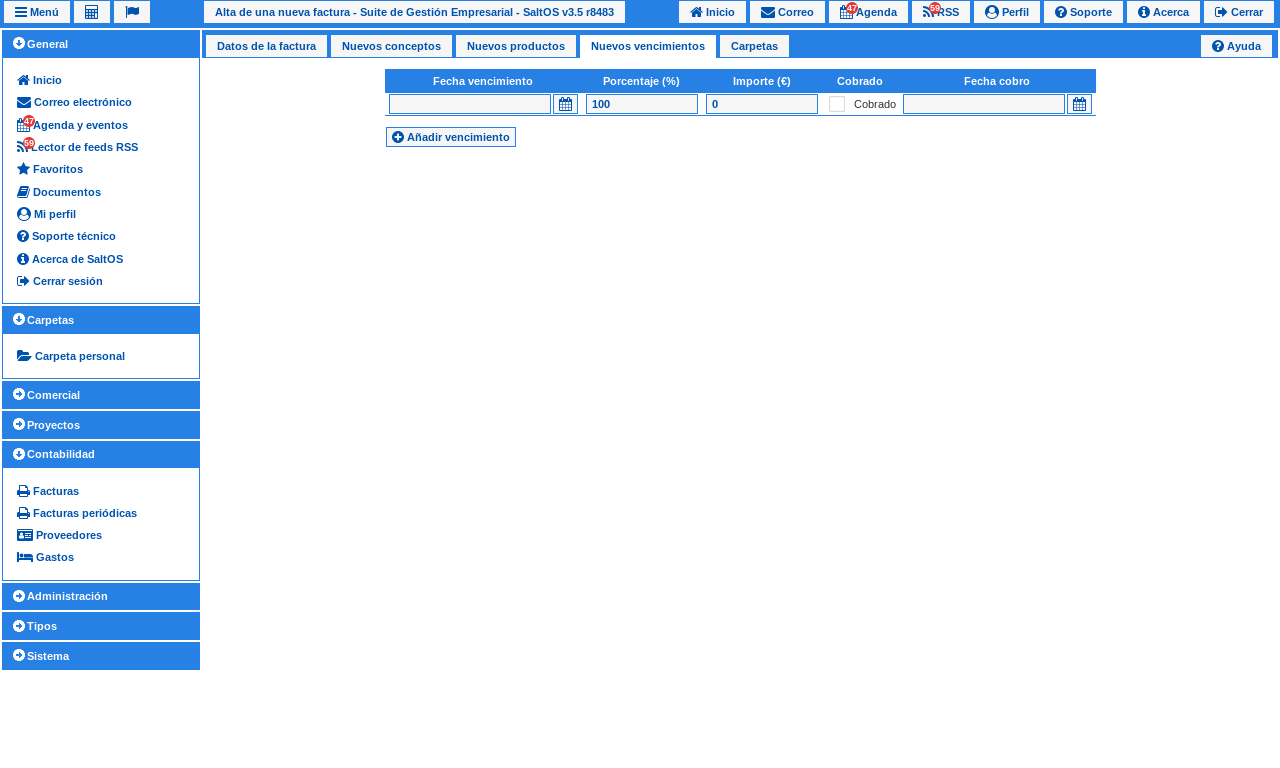 Menú
Alta de una nueva factura - Suite de Gestión Empresarial - SaltOS v3.5 r8483
Inicio
Correo
47 Agenda
59 RSS
Perfil
Soporte
Acerca
Cerrar
General
Inicio
Correo electrónico
47 Agenda y eventos
59 Lector de feeds RSS
Favoritos
Documentos
Mi perfil
Soporte técnico
Acerca de SaltOS
Cerrar sesión
Carpetas
Carpeta personal
Comercial
Proyectos
Contabilidad
Facturas
Facturas periódicas
Proveedores
Gastos
Administración
Tipos
Sistema
Datos de la factura
Nuevos conceptos
Nuevos productos
Nuevos vencimientos
Carpetas
Ayuda
Fecha vencimiento Porcentaje (%) Importe (€) Cobrado Fecha cobro
100 0 Cobrado
Añadir vencimiento